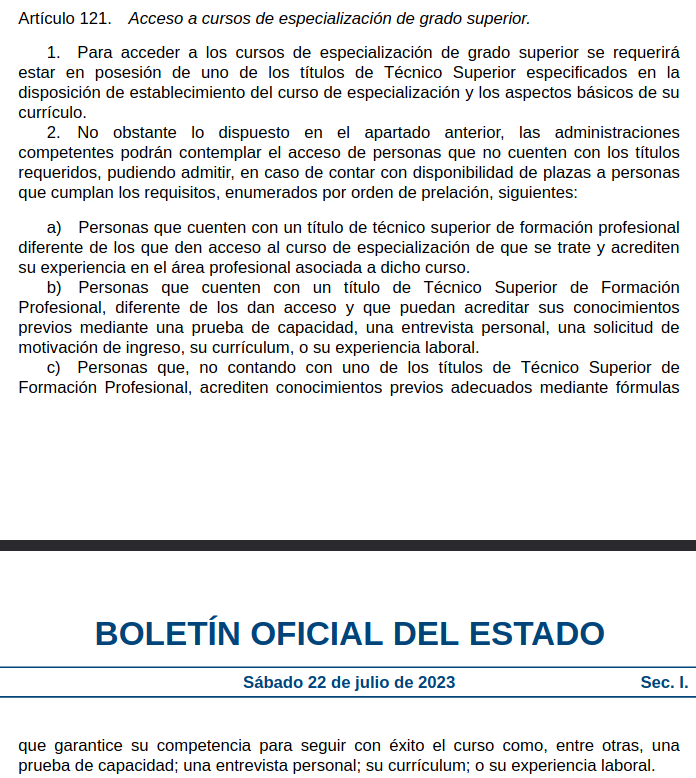 Artículo 121. Acceso a cursos de especialización de grado superior.
1. Para acceder a los cursos de especialización de grado superior se requerirá
estar en posesión de uno de los títulos de Técnico Superior especificados en la
disposición de establecimiento del curso de especialización y los aspectos básicos de su
currículo.
2. No obstante lo dispuesto en el apartado anterior, las administraciones
competentes podrán contemplar el acceso de personas que no cuenten con los títulos
requeridos, pudiendo admitir, en caso de contar con disponibilidad de plazas a personas
que cumplan los requisitos, enumerados por orden de prelación, siguientes:
a) Personas que cuenten con un título de técnico superior de formación profesional
diferente de los que den acceso al curso de especialización de que se trate y acrediten
su experiencia en el área profesional asociada a dicho curso.
b) Personas que cuenten con un título de Técnico Superior de Formación
Profesional, diferente de los dan acceso y que puedan acreditar sus conocimientos
previos mediante una prueba de capacidad, una entrevista personal, una solicitud de
motivación de ingreso, su currículum, o su experiencia laboral.
c) Personas que, no contando con uno de los títulos de Técnico Superior de
Formación Profesional, acrediten conocimientos previos adecuados mediante fórmulas
BOLETÍN OFICIAL DEL ESTADO
Sábado 22 de julio de 2023 Sec. I.
que garantice su competencia para seguir con éxito el curso como, entre otras, una
prueba de capacidad; una entrevista personal; su currículum; o su experiencia laboral.